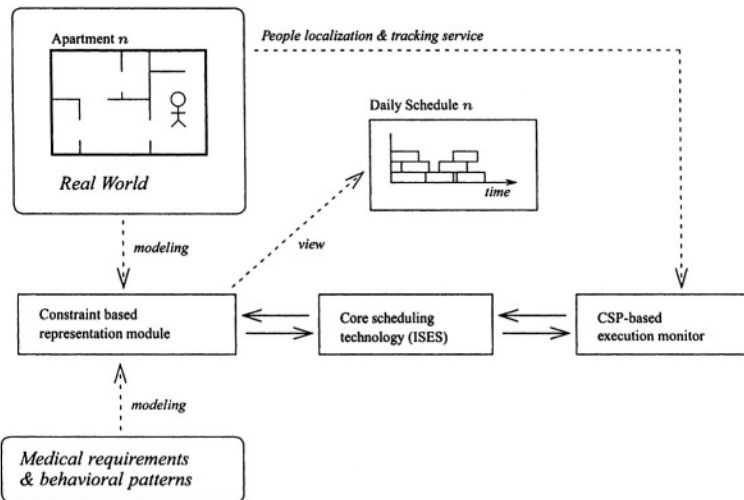 Apartment n
People localization & tracking service
Daily Schedule n
Real World
time
modeling
view
Constraint based
representation module
Core scheduling
technology (ISES)
CSP-based
execution monitor
modeling
Medical requirements
& behavioral patterns